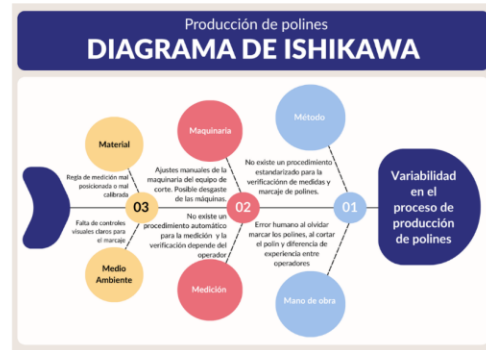 Producción de polines
DIAGRAMA DE ISHIKAWA
Material
Maquinaria
Método
Regla de medición mal
posicionada o mal
calibrada
Ajustes manuales de la
maquinaria del equipo de
corte. Posible desgaste
de las máquinas.
No existe un procedimiento
estandarizado para la
verificaciónn de medidas y
marcaje de polines.
03
02
01
Variabilidad
en el
proceso de
producción
de polines
Falta de controles
visuales claros para
el marcaje
No existe un
procedimiento automático
para la medición y la
verificación depende del
operador
Error humano al olvidar
marcar los polines, al cortar
el polin y diferencia de
experiencia entre
operadores
Medio
Ambiente
Medición
Mano de obra